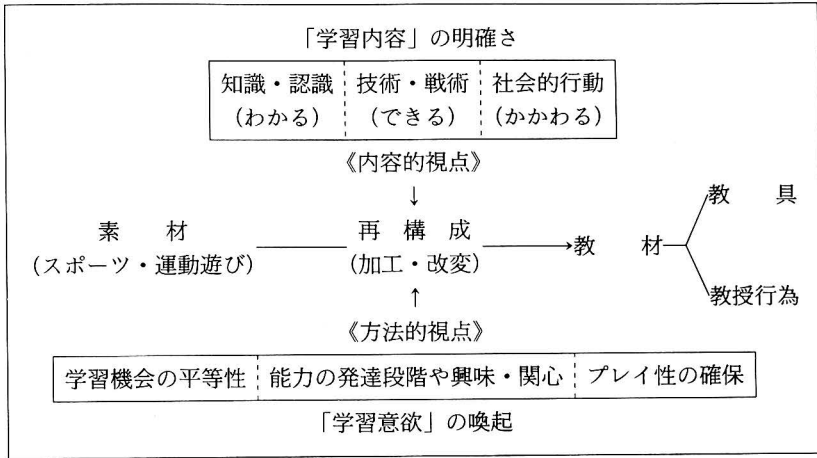 「学習内容」の明確さ
知識・認識 技術・戦術 社会的行動
(わかる) (できる) (かかわる)
《内容的視点》
↓
教 具
素 材 再 構 成 → 教 材
(スポーツ・運動遊び) (加工・改変)
↑ 教授行為
《方法的視点》
学習機会の平等性 能力の発達段階や興味・関心 プレイ性の確保
「学習意欲」の喚起